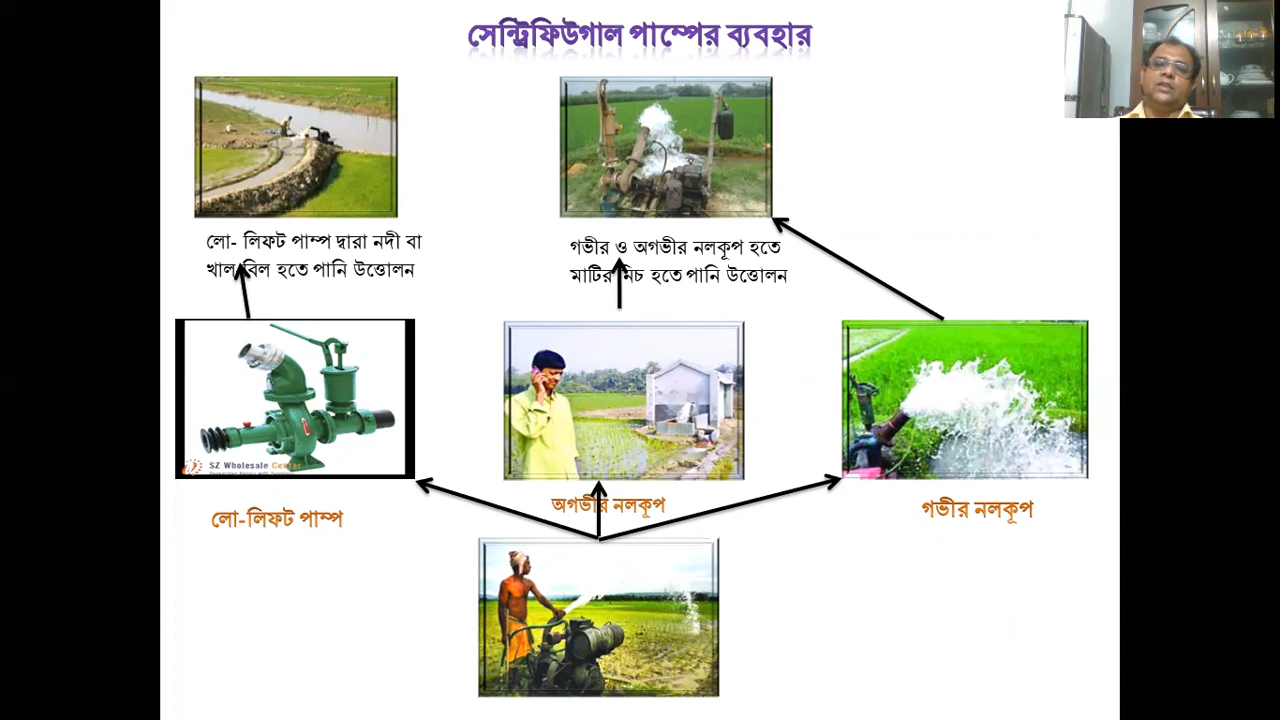 সেন্ট্রিফিউগাল পাম্পের ব্যবহার
লো- লিফট পাম্প দ্বারা নদী বা
খাল বিল হতে পানি উত্তোলন
গভীর ও অগভীর নলকূপ হতে
মাটির নিচ হতে পানি উত্তোলন
SZ Wholesale Center
লো-লিফট পাম্প
অগভীর নলকূপ
গভীর নলকূপ